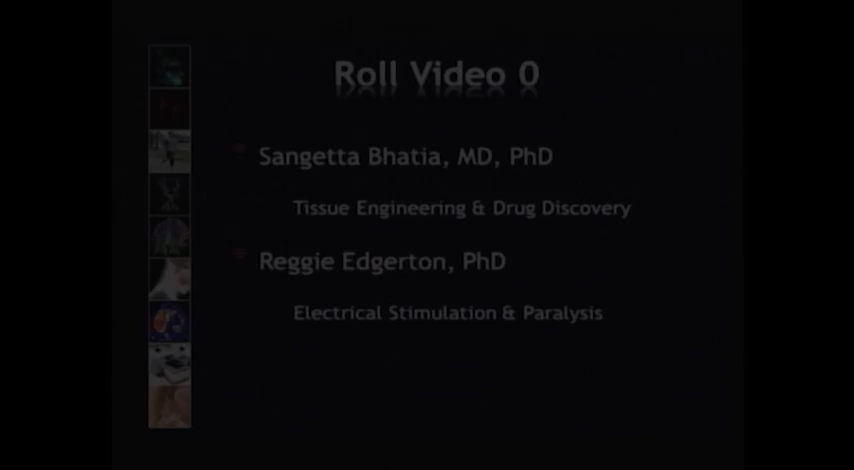 Roll Video 0
Sangetta Bhatia, MD, PhD
Tissue Engineering & Drug Discovery
Reggie Edgerton, PhD
Electrical Stimulation & Paralysis